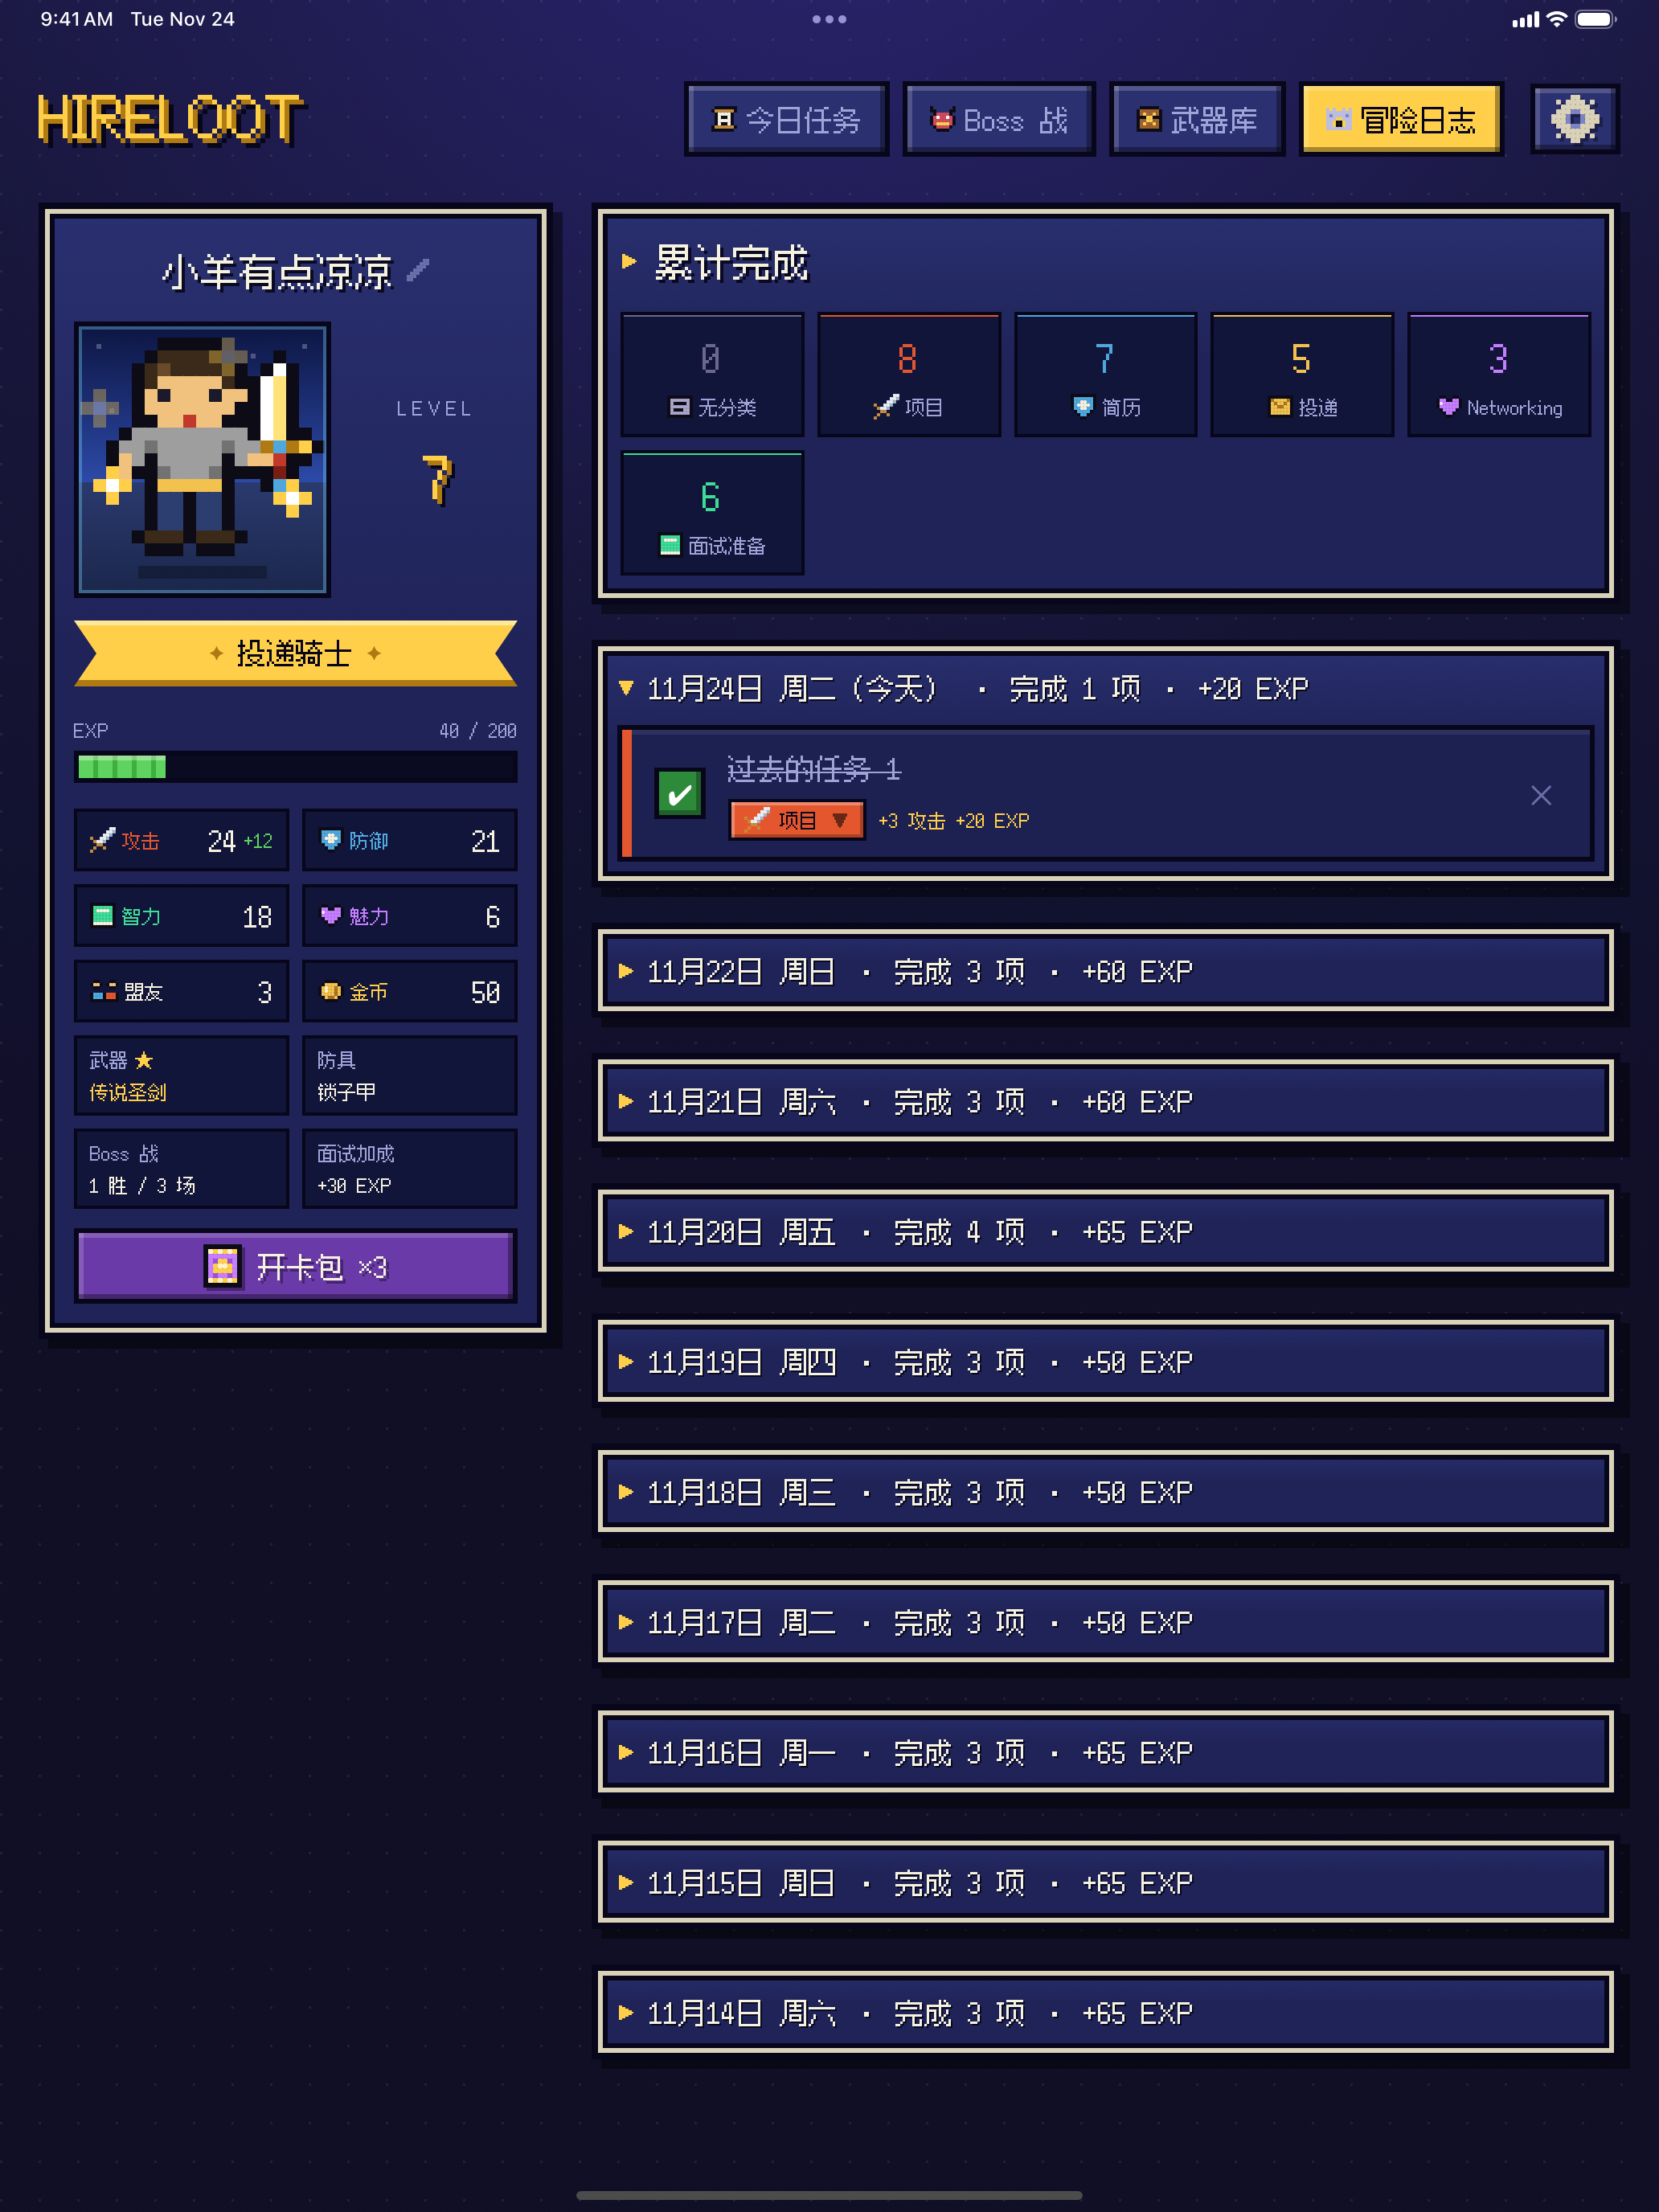 9:41 AM Tue Nov 24
HIRELOOT
今日任务
Boss 战
武器库
冒险日志
小羊有点凉凉
LEVEL
7
投递骑士
EXP 40 / 200
攻击 24 +12
防御 21
智力 18
魅力 6
盟友 3
金币 50
武器 ★
传说圣剑
防具
锁子甲
Boss 战
1 胜 / 3 场
面试加成
+30 EXP
开卡包 ×3
累计完成
0
无分类
8
项目
7
简历
5
投递
3
Networking
6
面试准备
11月24日 周二 (今天) · 完成 1 项 · +20 EXP
过去的任务 1
项目 ▼ +3 攻击 +20 EXP
11月22日 周日 · 完成 3 项 · +60 EXP
11月21日 周六 · 完成 3 项 · +60 EXP
11月20日 周五 · 完成 4 项 · +65 EXP
11月19日 周四 · 完成 3 项 · +50 EXP
11月18日 周三 · 完成 3 项 · +50 EXP
11月17日 周二 · 完成 3 项 · +50 EXP
11月16日 周一 · 完成 3 项 · +65 EXP
11月15日 周日 · 完成 3 项 · +65 EXP
11月14日 周六 · 完成 3 项 · +65 EXP